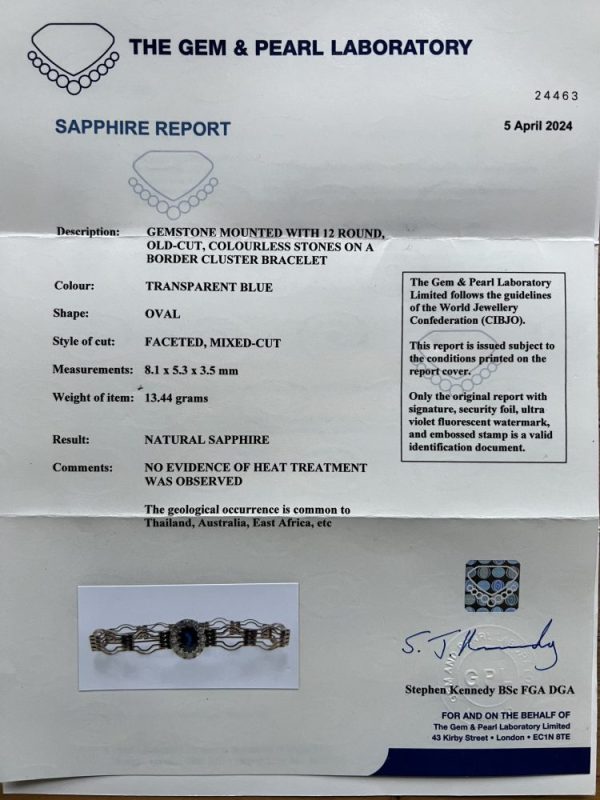 THE GEM & PEARL LABORATORY
24463
SAPPHIRE REPORT
5 April 2024
Description: GEMSTONE MOUNTED WITH 12 ROUND,
OLD-CUT, COLOURLESS STONES ON A
BORDER CLUSTER BRACELET
Colour: TRANSPARENT BLUE
Shape: OVAL
Style of cut: FACETED, MIXED-CUT
Measurements: 8.1 x 5.3 x 3.5 mm
Weight of item: 13.44 grams
Result: NATURAL SAPPHIRE
Comments: NO EVIDENCE OF HEAT TREATMENT
WAS OBSERVED
The geological occurrence is common to
Thailand, Australia, East Africa, etc
The Gem & Pearl Laboratory
Limited follows the guidelines
of the World Jewellery
Confederation (CIBJO).
This report is issued subject to
the conditions printed on the
report cover.
Only the original report with
signature, security foil, ultra
violet fluorescent watermark,
and embossed stamp is a valid
identification document.
S. J. Kennedy
GPL
Stephen Kennedy BSc FGA DGA
FOR AND ON THE BEHALF OF
The Gem & Pearl Laboratory Limited
43 Kirby Street • London • EC1N 8TE